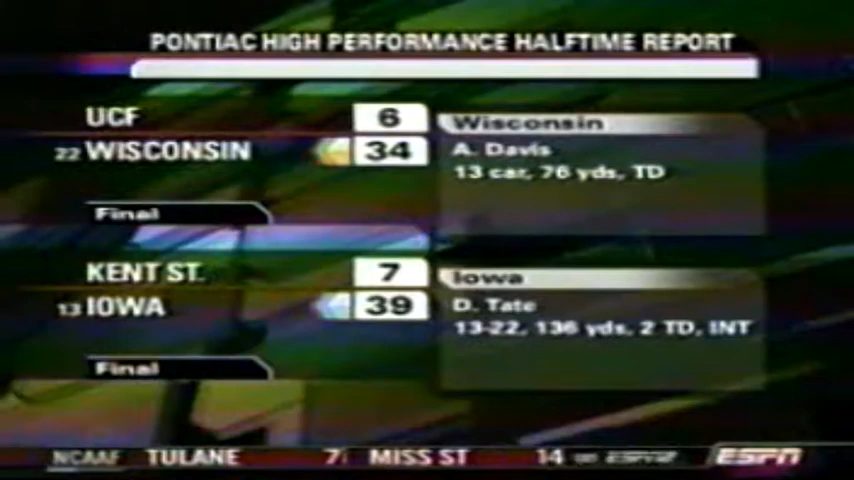 PONTIAC HIGH PERFORMANCE HALFTIME REPORT
UCF 6
22 WISCONSIN 34
Final
Wisconsin
A. Davis
13 car, 76 yds, TD
KENT ST. 7
13 IOWA 39
Final
Iowa
D. Tate
13-22, 136 yds, 2 TD, INT
NCAAF TULANE 7 MISS ST 14 ESPN